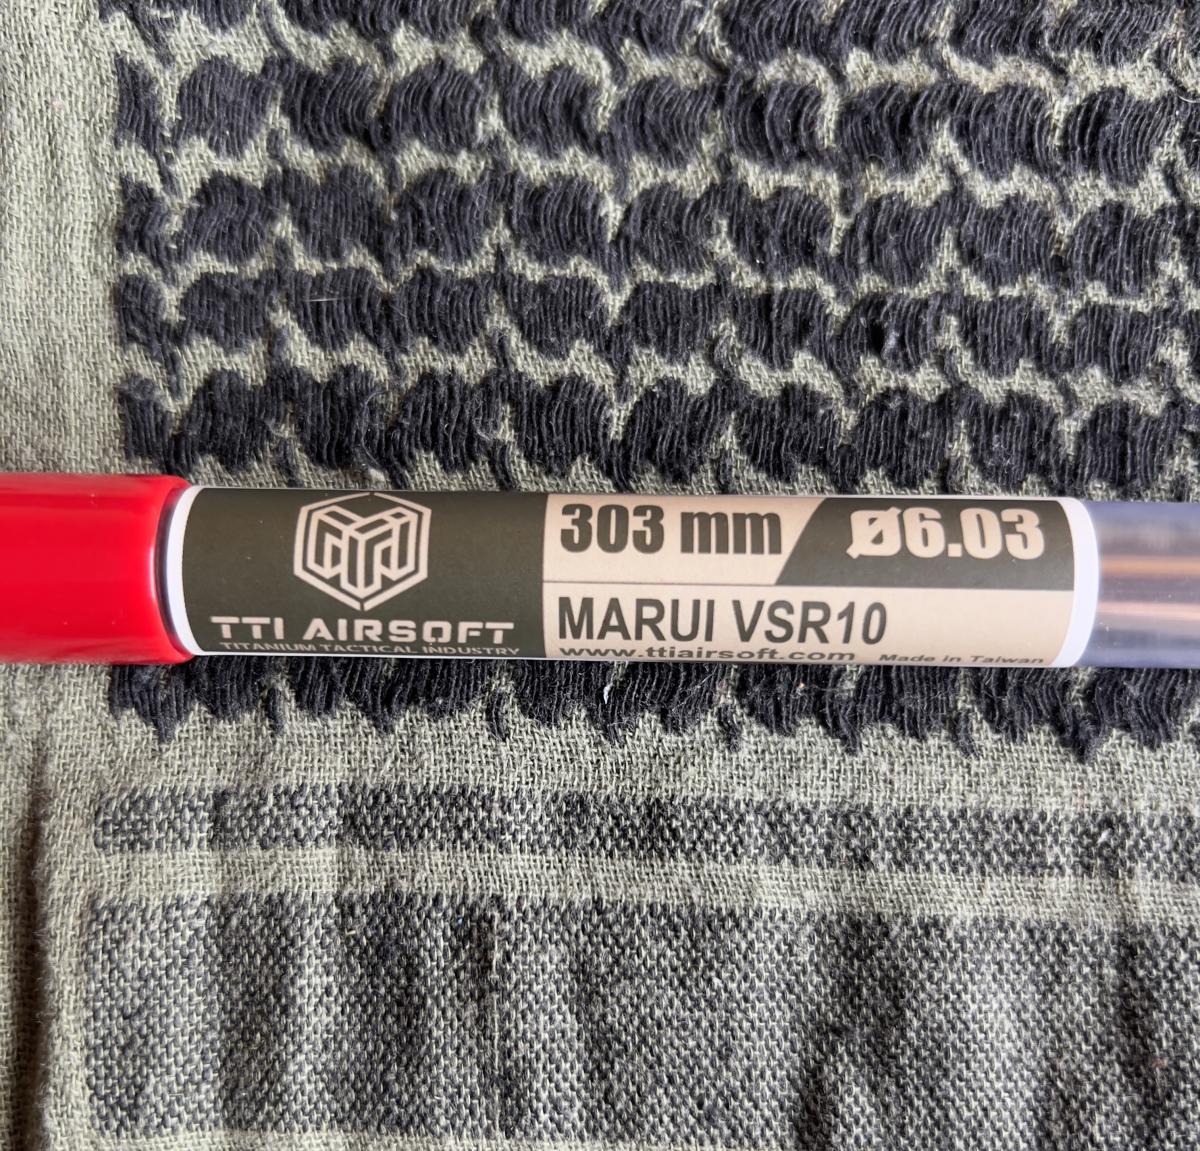 TTI AIRSOFT
TITANIUM TACTICAL INDUSTRY
303 mm Ø6.03
MARUI VSR10
www.ttiairsoft.com Made in Taiwan